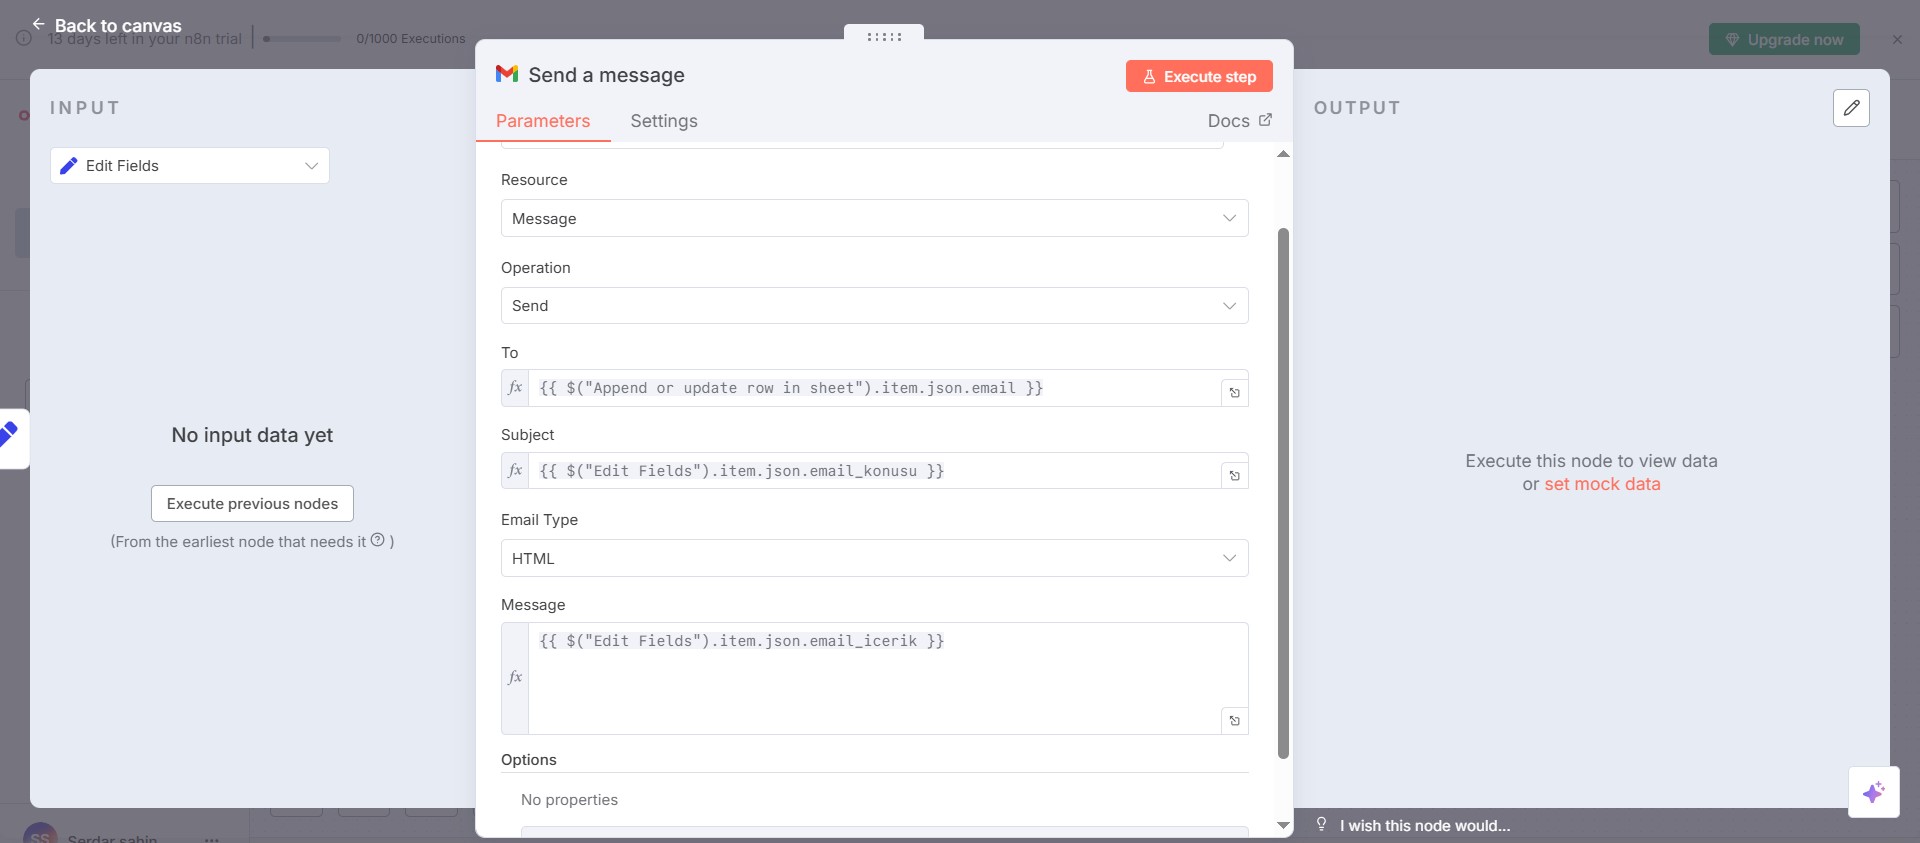 Back to canvas
13 days left in your n8n trial
0/1000 Executions
Upgrade now
INPUT
Edit Fields
No input data yet
Execute previous nodes
(From the earliest node that needs it ? )
Send a message
Execute step
Parameters
Settings
Docs
Resource
Message
Operation
Send
To
fx {{ $("Append or update row in sheet").item.json.email }}
Subject
fx {{ $("Edit Fields").item.json.email_konusu }}
Email Type
HTML
Message
fx {{ $("Edit Fields").item.json.email_icerik }}
Options
No properties
OUTPUT
Execute this node to view data
or set mock data
I wish this node would...
SS Serdar sahin